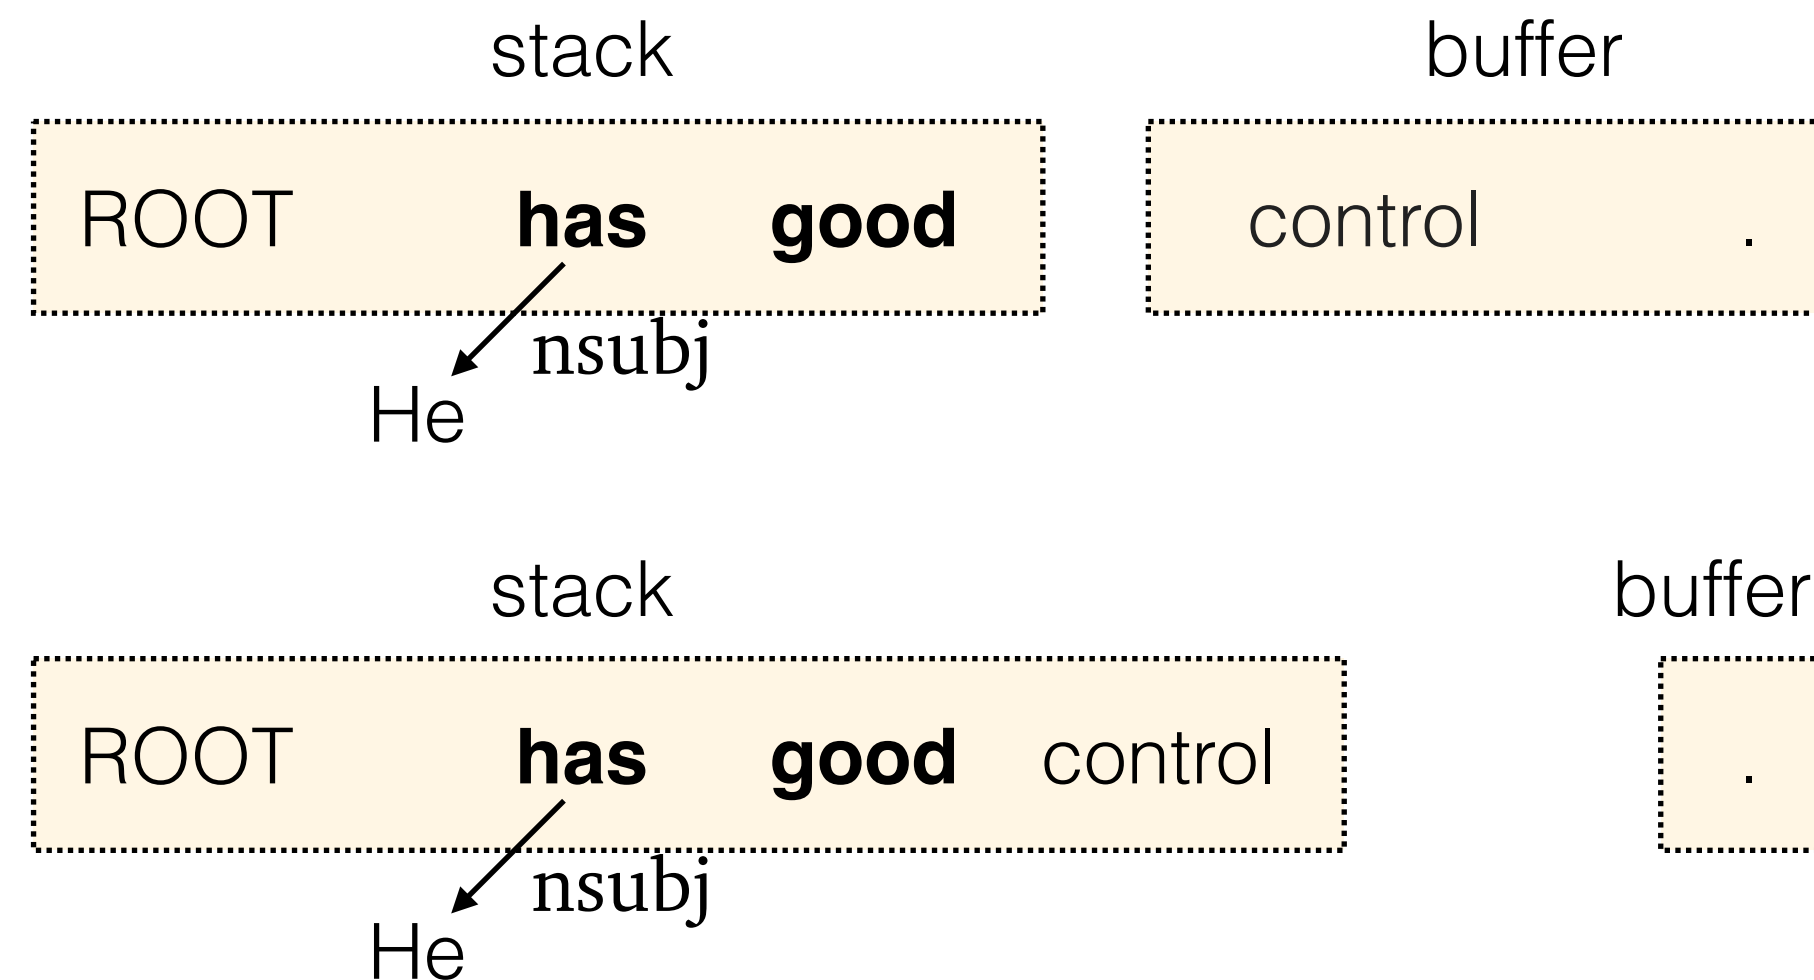 stack buffer
ROOT has good control .
nsubj
He
stack buffer
ROOT has good control .
nsubj
He